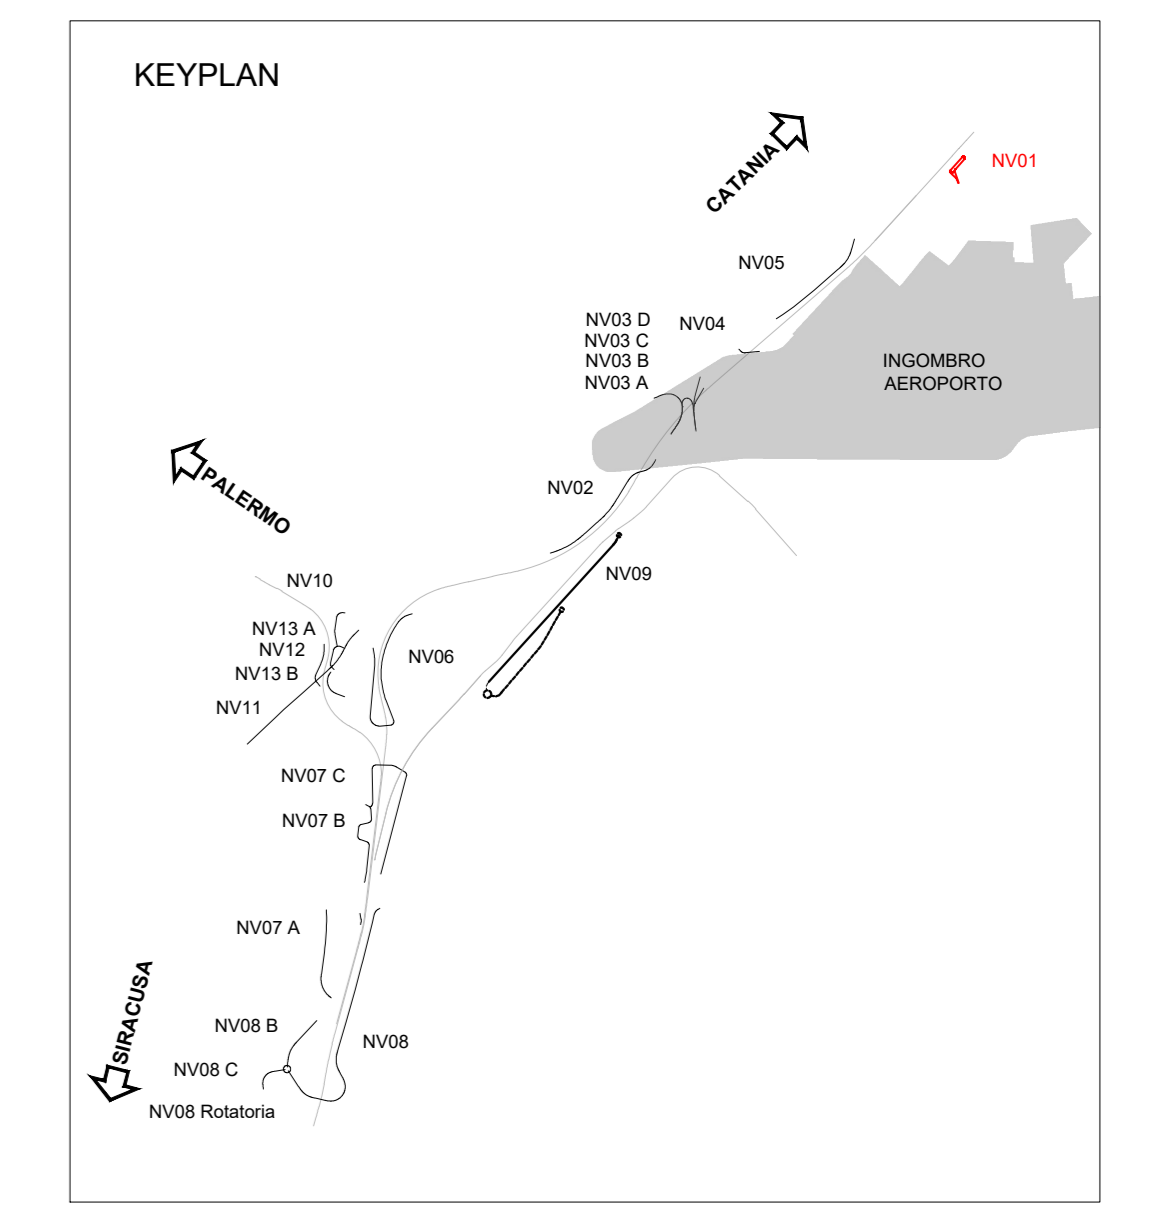 KEYPLAN
CATANIA
NV01
NV05
NV03 D
NV04
NV03 C
NV03 B
NV03 A
INGOMBRO
AEROPORTO
PALERMO
NV02
NV09
NV10
NV13 A
NV12
NV13 B
NV06
NV11
NV07 C
NV07 B
NV07 A
SIRACUSA
NV08 B
NV08
NV08 C
NV08 Rotatoria